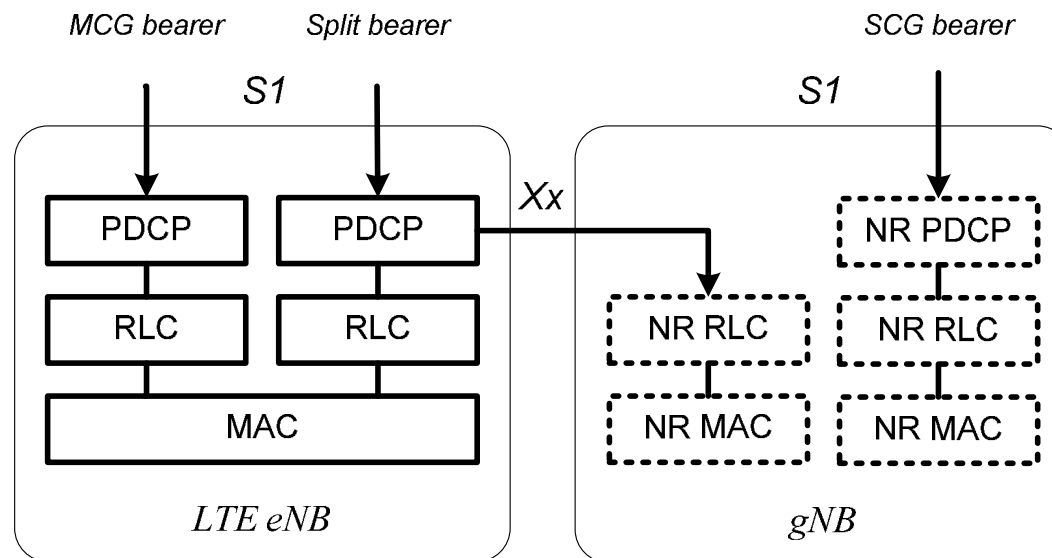 MCG bearer
Split bearer
SCG bearer
S1
S1
PDCP
PDCP
Xx
NR PDCP
RLC
RLC
NR RLC
NR RLC
MAC
NR MAC
NR MAC
LTE eNB
gNB